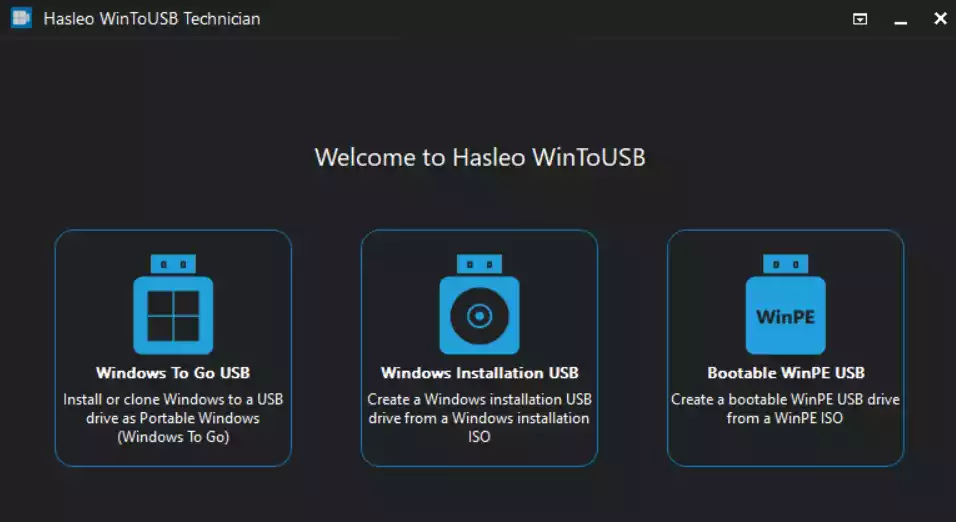 Hasleo WinToUSB Technician
Welcome to Hasleo WinToUSB
WinPE
Windows To Go USB
Install or clone Windows to a USB
drive as Portable Windows
(Windows To Go)
Windows Installation USB
Create a Windows installation USB
drive from a Windows installation
ISO
Bootable WinPE USB
Create a bootable WinPE USB drive
from a WinPE ISO